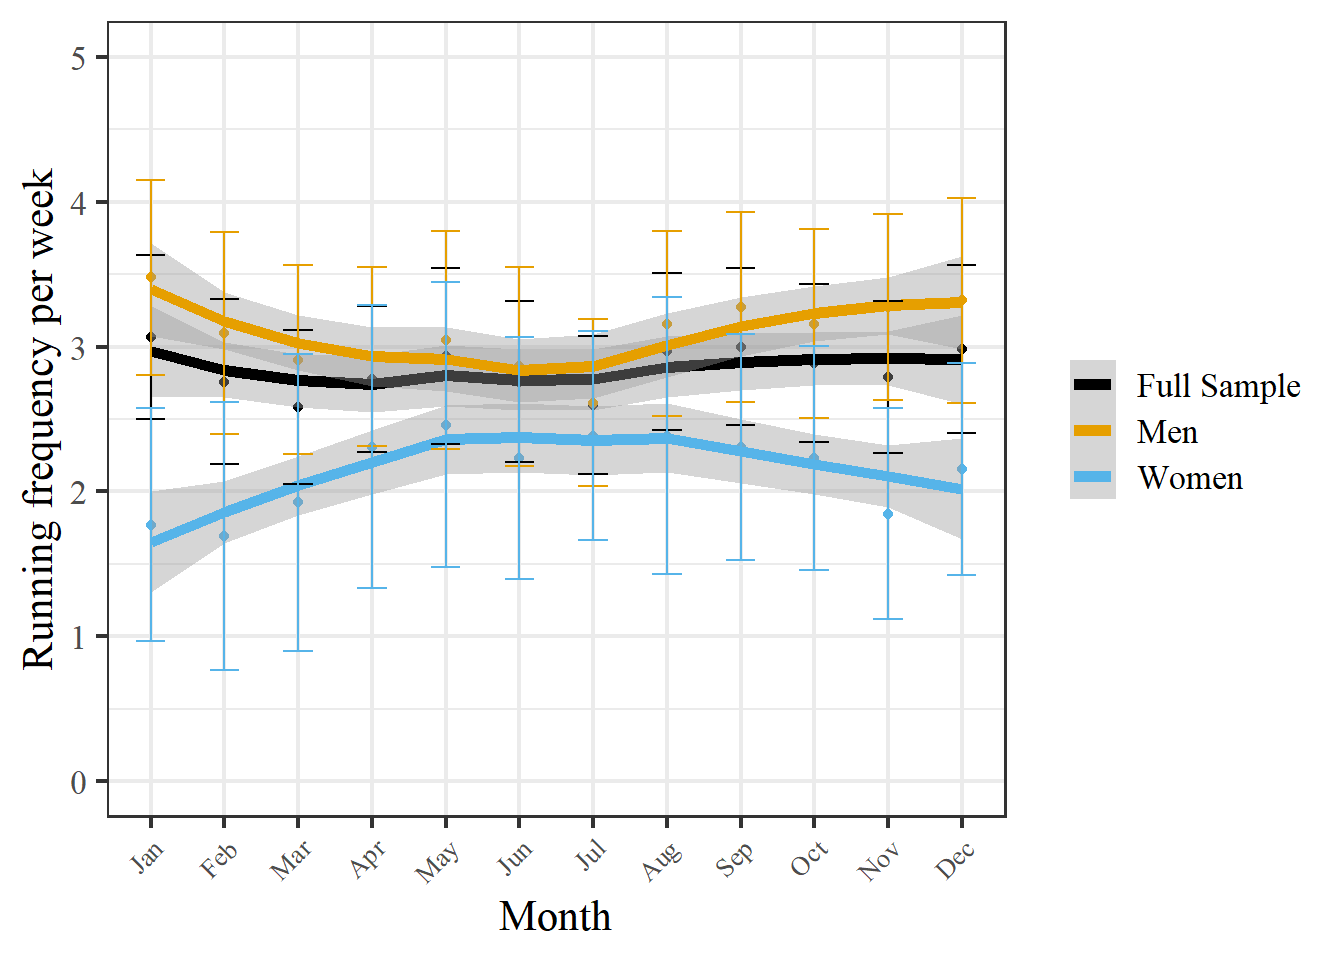 Running frequency per week
5
4
3
2
1
0
Jan
Feb
Mar
Apr
May
Jun
Jul
Aug
Sep
Oct
Nov
Dec
Month
Full Sample
Men
Women